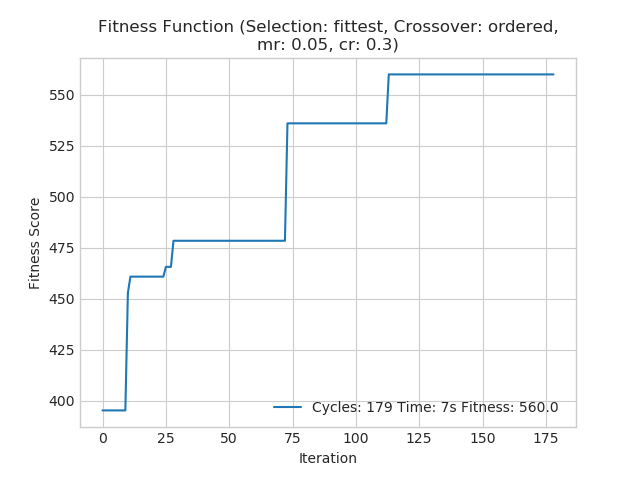 Fitness Function (Selection: fittest, Crossover: ordered,
mr: 0.05, cr: 0.3)
Fitness Score
550
525
500
475
450
425
400
Cycles: 179 Time: 7s Fitness: 560.0
0 25 50 75 100 125 150 175
Iteration